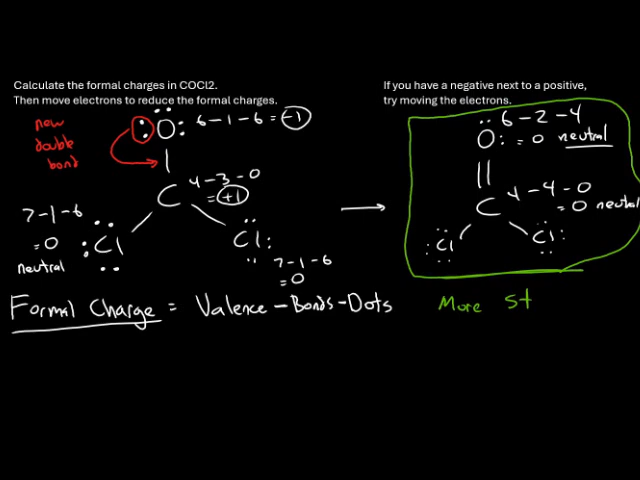 Calculate the formal charges in COCl2.
Then move electrons to reduce the formal charges.
If you have a negative next to a positive,
try moving the electrons.
new
double
bond
O 6-1-6=-1
C 4-3-0
=+1
7-1-6
=0
neutral
Cl
Cl
7-1-6
=0
6-2-4
O =0 neutral
C 4-4-0
=0 neutral
Cl
Cl
Formal Charge = Valence-Bonds-Dots
More st